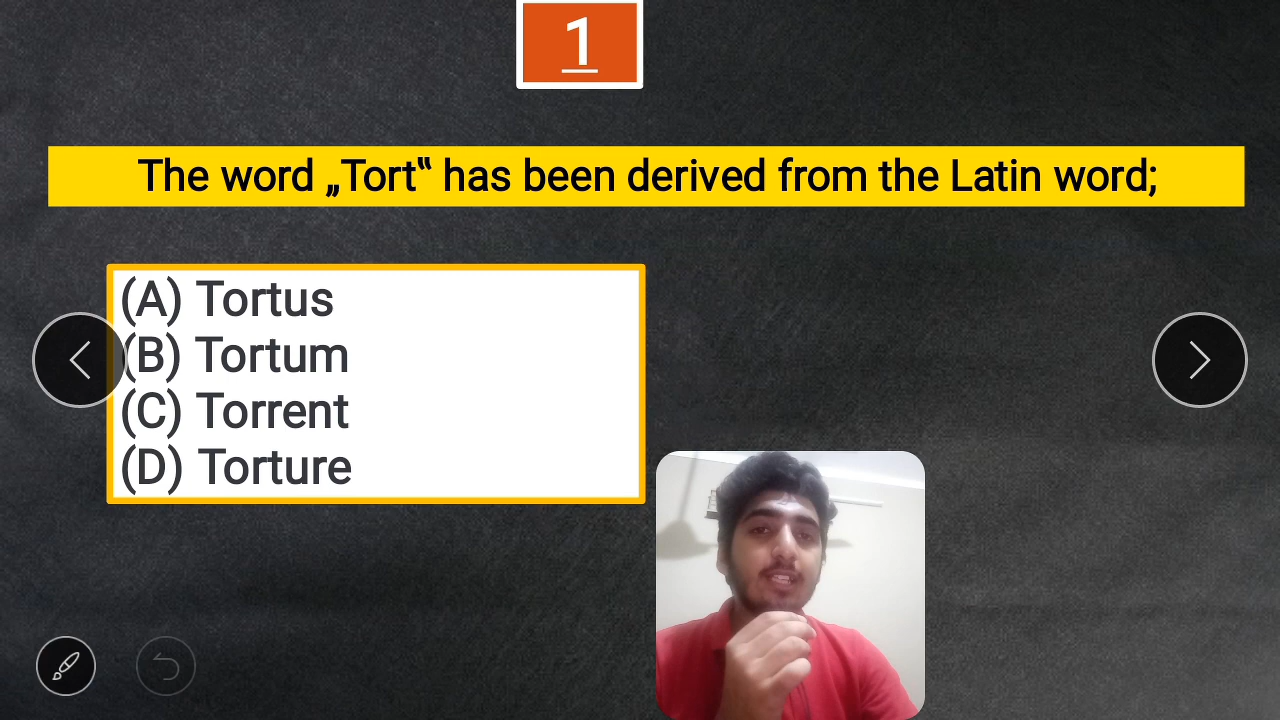 1
The word „Tort‟ has been derived from the Latin word;
(A) Tortus
(B) Tortum
(C) Torrent
(D) Torture